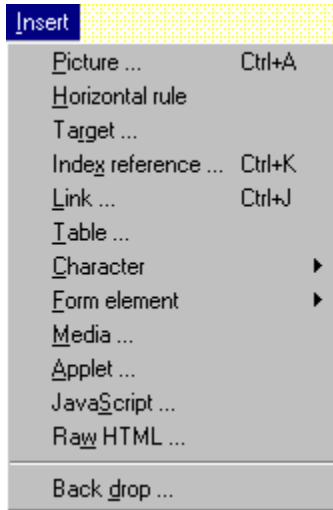 Insert
Picture ... Ctrl+A
Horizontal rule
Target ...
Index reference ... Ctrl+K
Link ... Ctrl+J
Table ...
Character
Form element
Media ...
Applet ...
JavaScript ...
Raw HTML ...
Back drop ...